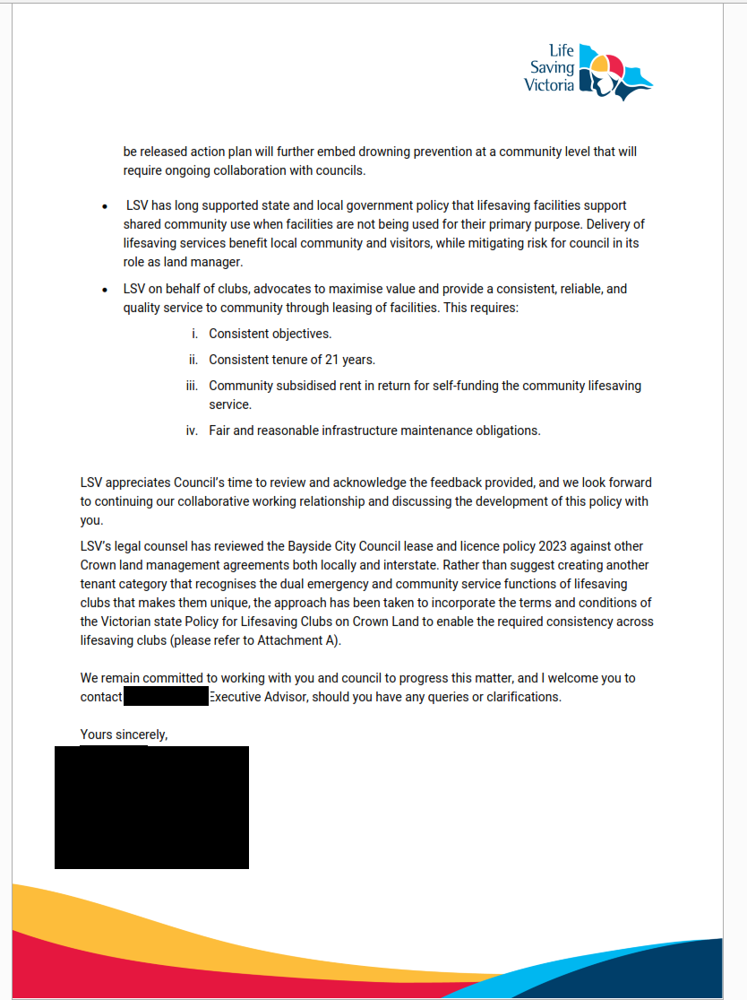 Life
Saving
Victoria
be released action plan will further embed drowning prevention at a community level that will
require ongoing collaboration with councils.
• LSV has long supported state and local government policy that lifesaving facilities support
shared community use when facilities are not being used for their primary purpose. Delivery of
lifesaving services benefit local community and visitors, while mitigating risk for council in its
role as land manager.
• LSV on behalf of clubs, advocates to maximise value and provide a consistent, reliable, and
quality service to community through leasing of facilities. This requires:
i. Consistent objectives.
ii. Consistent tenure of 21 years.
iii. Community subsidised rent in return for self-funding the community lifesaving
service.
iv. Fair and reasonable infrastructure maintenance obligations.
LSV appreciates Council’s time to review and acknowledge the feedback provided, and we look forward
to continuing our collaborative working relationship and discussing the development of this policy with
you.
LSV’s legal counsel has reviewed the Bayside City Council lease and licence policy 2023 against other
Crown land management agreements both locally and interstate. Rather than suggest creating another
tenant category that recognises the dual emergency and community service functions of lifesaving
clubs that makes them unique, the approach has been taken to incorporate the terms and conditions of
the Victorian state Policy for Lifesaving Clubs on Crown Land to enable the required consistency across
lifesaving clubs (please refer to Attachment A).
We remain committed to working with you and council to progress this matter, and I welcome you to
contact Executive Advisor, should you have any queries or clarifications.
Yours sincerely,